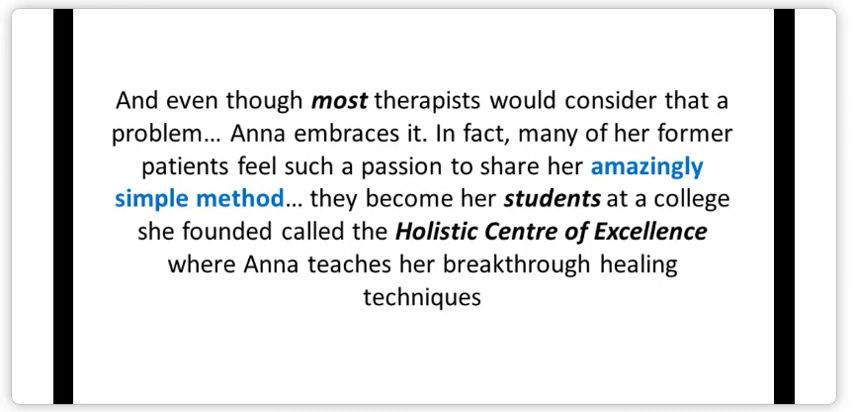 And even though most therapists would consider that a
problem... Anna embraces it. In fact, many of her former
patients feel such a passion to share her amazingly
simple method... they become her students at a college
she founded called the Holistic Centre of Excellence
where Anna teaches her breakthrough healing
techniques